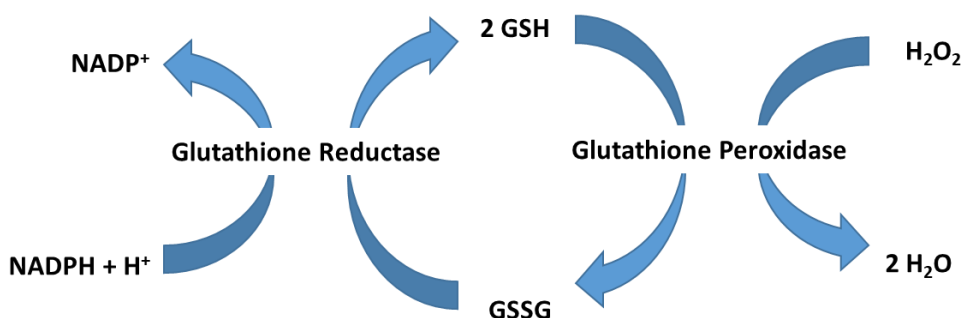 2 GSH
NADP⁺
H₂O₂
Glutathione Reductase
Glutathione Peroxidase
NADPH + H⁺
2 H₂O
GSSG